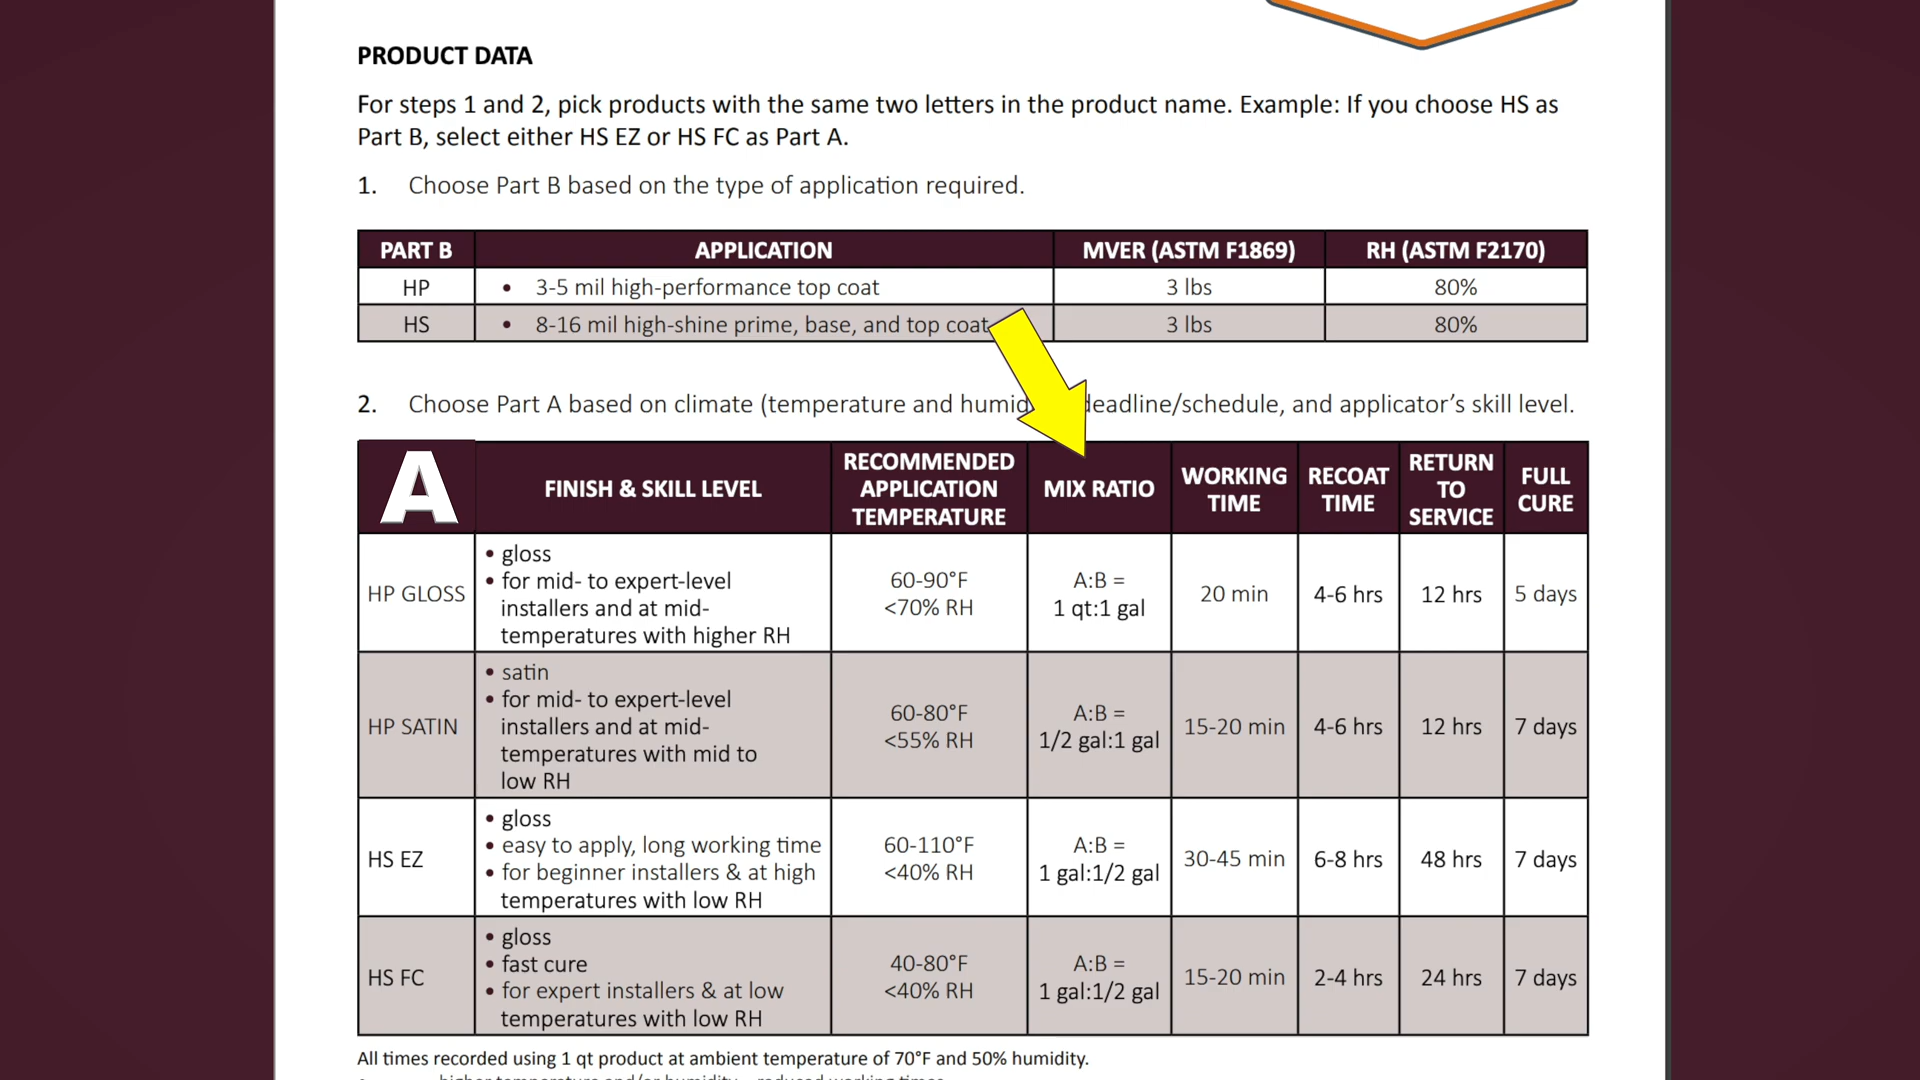 PRODUCT DATA
For steps 1 and 2, pick products with the same two letters in the product name. Example: If you choose HS as
Part B, select either HS EZ or HS FC as Part A.
1. Choose Part B based on the type of application required.
PART B APPLICATION MVER (ASTM F1869) RH (ASTM F2170)
HP • 3-5 mil high-performance top coat 3 lbs 80%
HS • 8-16 mil high-shine prime, base, and top coat 3 lbs 80%
2. Choose Part A based on climate (temperature and humid deadline/schedule, and applicator's skill level.
A
FINISH & SKILL LEVEL
RECOMMENDED
APPLICATION
TEMPERATURE
MIX RATIO
WORKING
TIME
RECOAT
TIME
RETURN
TO
SERVICE
FULL
CURE
HP GLOSS
• gloss
• for mid- to expert-level
installers and at mid-
temperatures with higher RH
60-90°F
<70% RH
A:B =
1 qt:1 gal
20 min
4-6 hrs
12 hrs
5 days
HP SATIN
• satin
• for mid- to expert-level
installers and at mid-
temperatures with mid to
low RH
60-80°F
<55% RH
A:B =
1/2 gal:1 gal
15-20 min
4-6 hrs
12 hrs
7 days
HS EZ
• gloss
• easy to apply, long working time
• for beginner installers & at high
temperatures with low RH
60-110°F
<40% RH
A:B =
1 gal:1/2 gal
30-45 min
6-8 hrs
48 hrs
7 days
HS FC
• gloss
• fast cure
• for expert installers & at low
temperatures with low RH
40-80°F
<40% RH
A:B =
1 gal:1/2 gal
15-20 min
2-4 hrs
24 hrs
7 days
All times recorded using 1 qt product at ambient temperature of 70°F and 50% humidity.